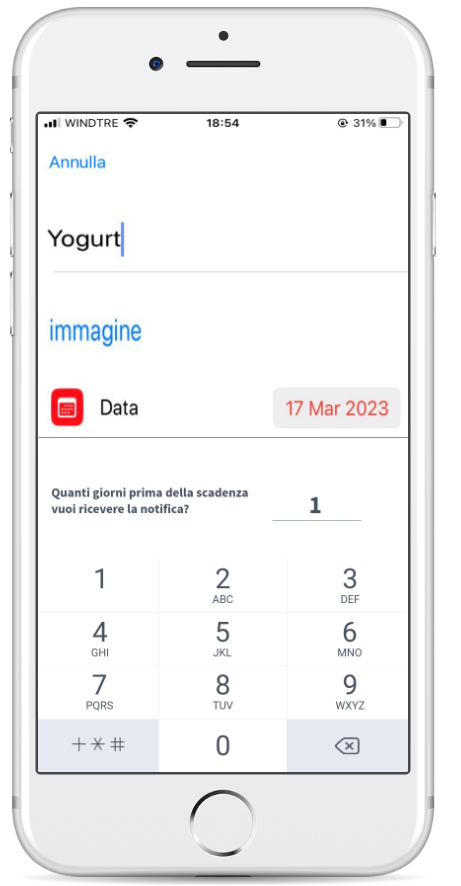 WINDTRE 18:54 31%
Annulla
Yogurt
immagine
Data 17 Mar 2023
Quanti giorni prima della scadenza
vuoi ricevere la notifica? 1
1 2 3
ABC DEF
4 5 6
GHI JKL MNO
7 8 9
PQRS TUV WXYZ
+*# 0